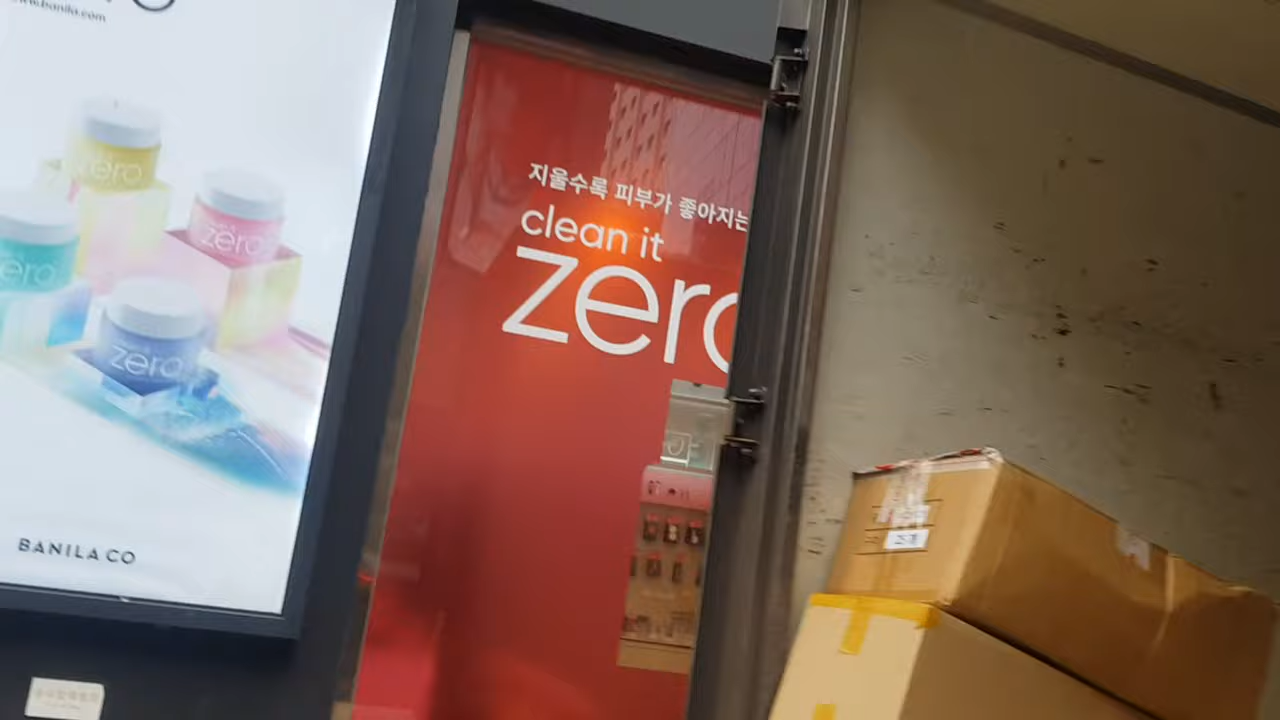 www.banila.com
zero
zero
zero
zero
BANILA CO
지울수록 피부가 좋아지는
clean it
zero